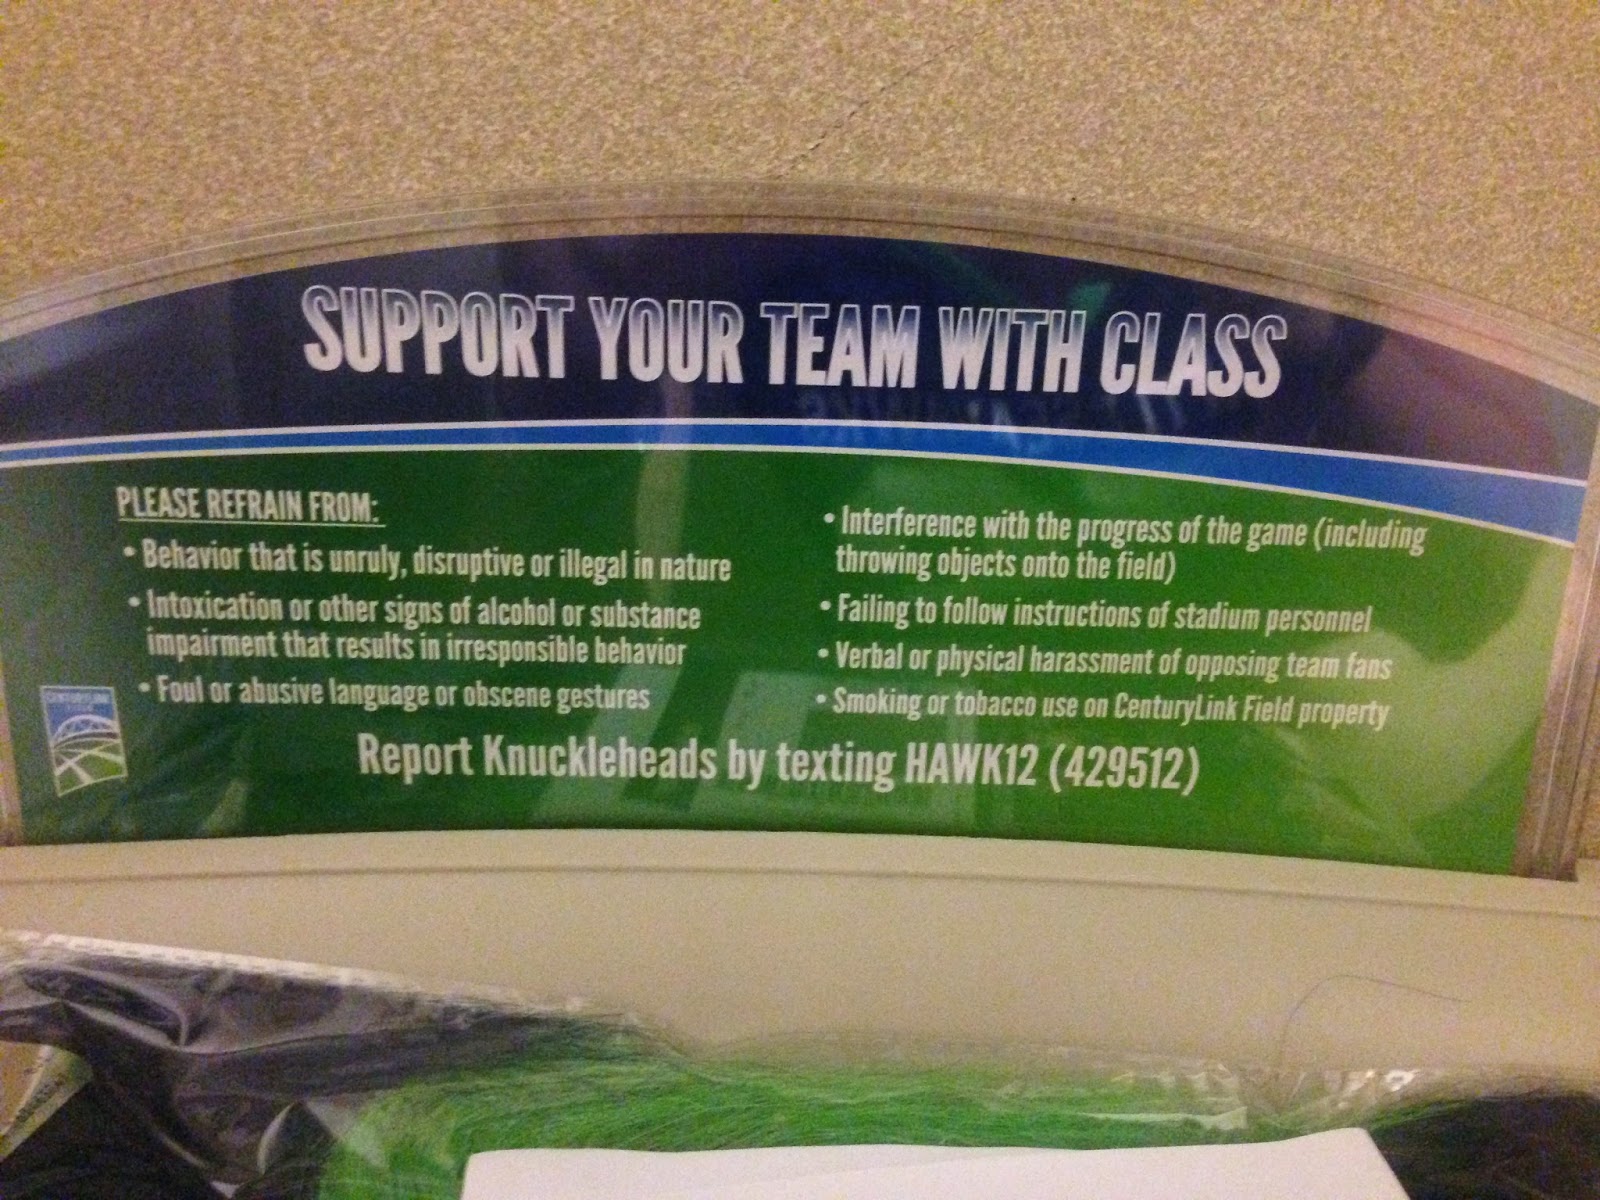 SUPPORT YOUR TEAM WITH CLASS
PLEASE REFRAIN FROM:
• Behavior that is unruly, disruptive or illegal in nature
• Intoxication or other signs of alcohol or substance
impairment that results in irresponsible behavior
• Foul or abusive language or obscene gestures
• Interference with the progress of the game (including
throwing objects onto the field)
• Failing to follow instructions of stadium personnel
• Verbal or physical harassment of opposing team fans
• Smoking or tobacco use on CenturyLink Field property
CENTURYLINK
FIELD
Report Knuckleheads by texting HAWK12 (429512)